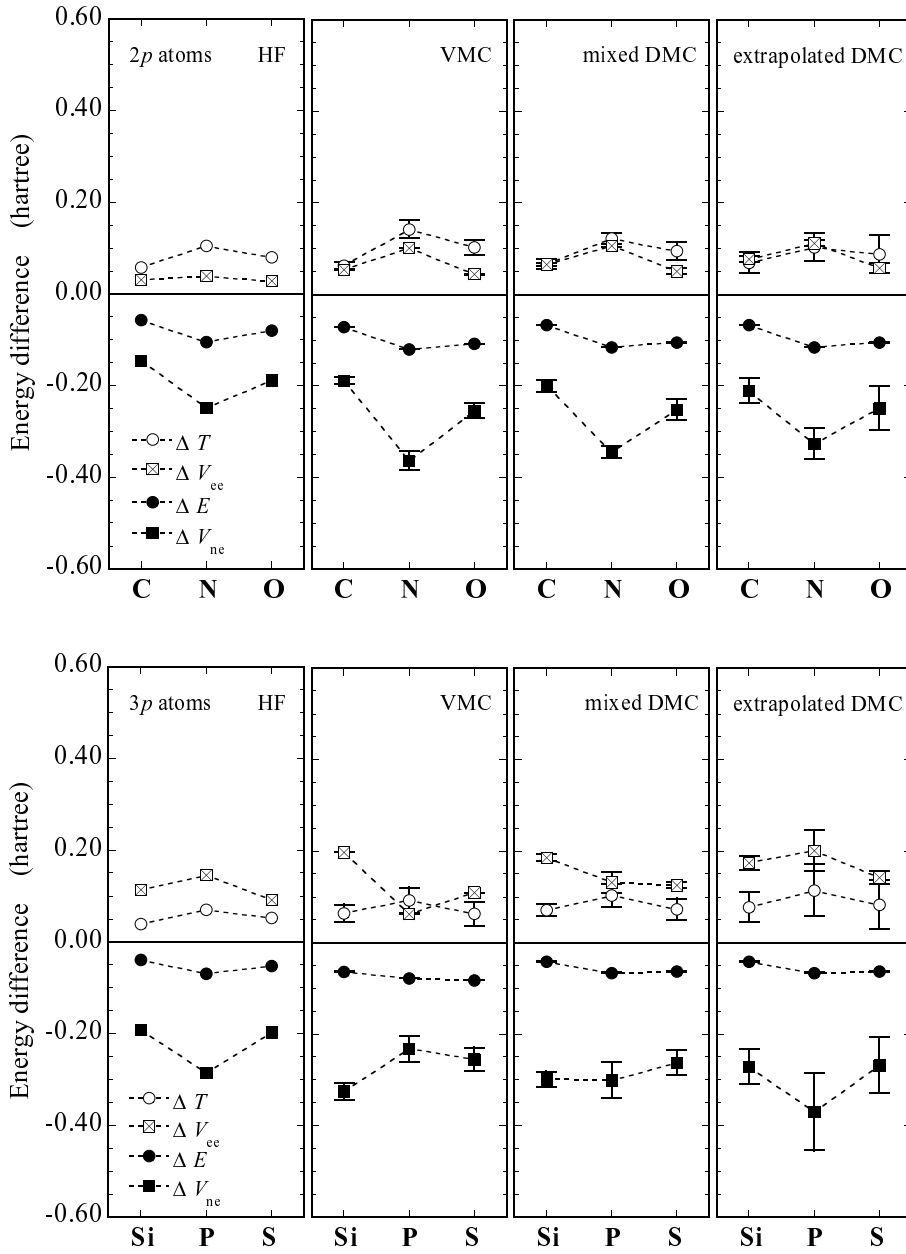 0.60
0.40
0.20
0.00
-0.20
-0.40
-0.60
Energy difference (hartree)
2p atoms HF
VMC
mixed DMC
extrapolated DMC
Δ T
Δ Vee
Δ E
Δ Vne
C N O
C N O
C N O
C N O
0.60
0.40
0.20
0.00
-0.20
-0.40
-0.60
Energy difference (hartree)
3p atoms HF
VMC
mixed DMC
extrapolated DMC
Δ T
Δ Vee
Δ E
Δ Vne
Si P S
Si P S
Si P S
Si P S